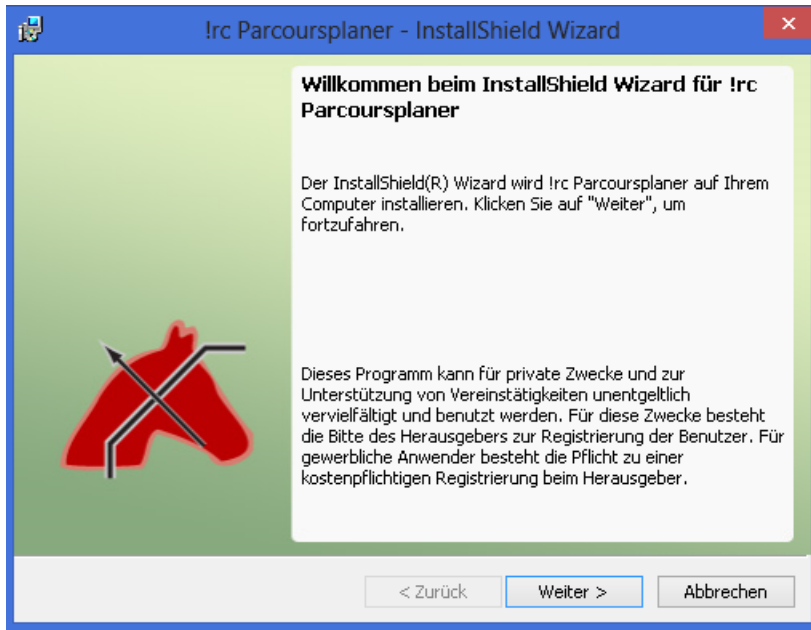 !rc Parcoursplaner - InstallShield Wizard
Willkommen beim InstallShield Wizard für !rc
Parcoursplaner
Der InstallShield(R) Wizard wird !rc Parcoursplaner auf Ihrem
Computer installieren. Klicken Sie auf "Weiter", um
fortzufahren.
Dieses Programm kann für private Zwecke und zur
Unterstützung von Vereinstätigkeiten unentgeltlich
vervielfältigt und benutzt werden. Für diese Zwecke besteht
die Bitte des Herausgebers zur Registrierung der Benutzer. Für
gewerbliche Anwender besteht die Pflicht zu einer
kostenpflichtigen Registrierung beim Herausgeber.
< Zurück Weiter > Abbrechen